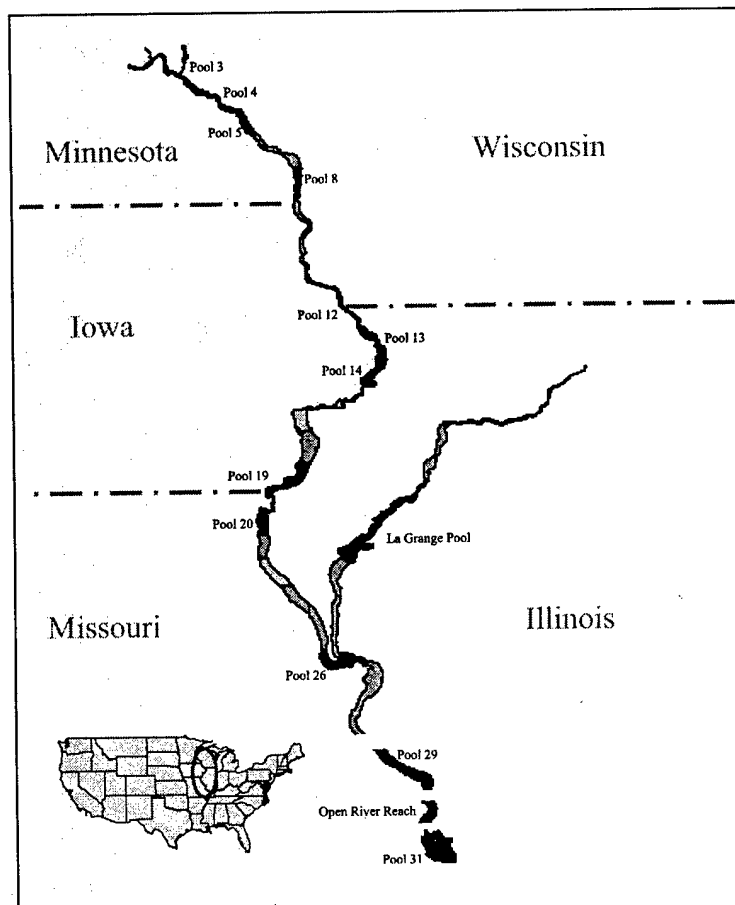 Pool 3
Pool 4
Pool 5
Minnesota
Wisconsin
Pool 8
Pool 12
Iowa
Pool 13
Pool 14
Pool 19
Pool 20
La Grange Pool
Missouri
Illinois
Pool 26
Pool 29
Open River Reach
Pool 31